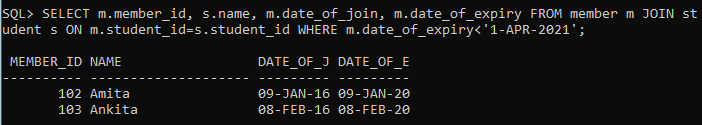 SQL> SELECT m.member_id, s.name, m.date_of_join, m.date_of_expiry FROM member m JOIN st
udent s ON m.student_id=s.student_id WHERE m.date_of_expiry<'1-APR-2021';
 MEMBER_ID NAME                 DATE_OF_J DATE_OF_E
---------- -------------------- --------- ---------
       102 Amita                09-JAN-16 09-JAN-20
       103 Ankita               08-FEB-16 08-FEB-20